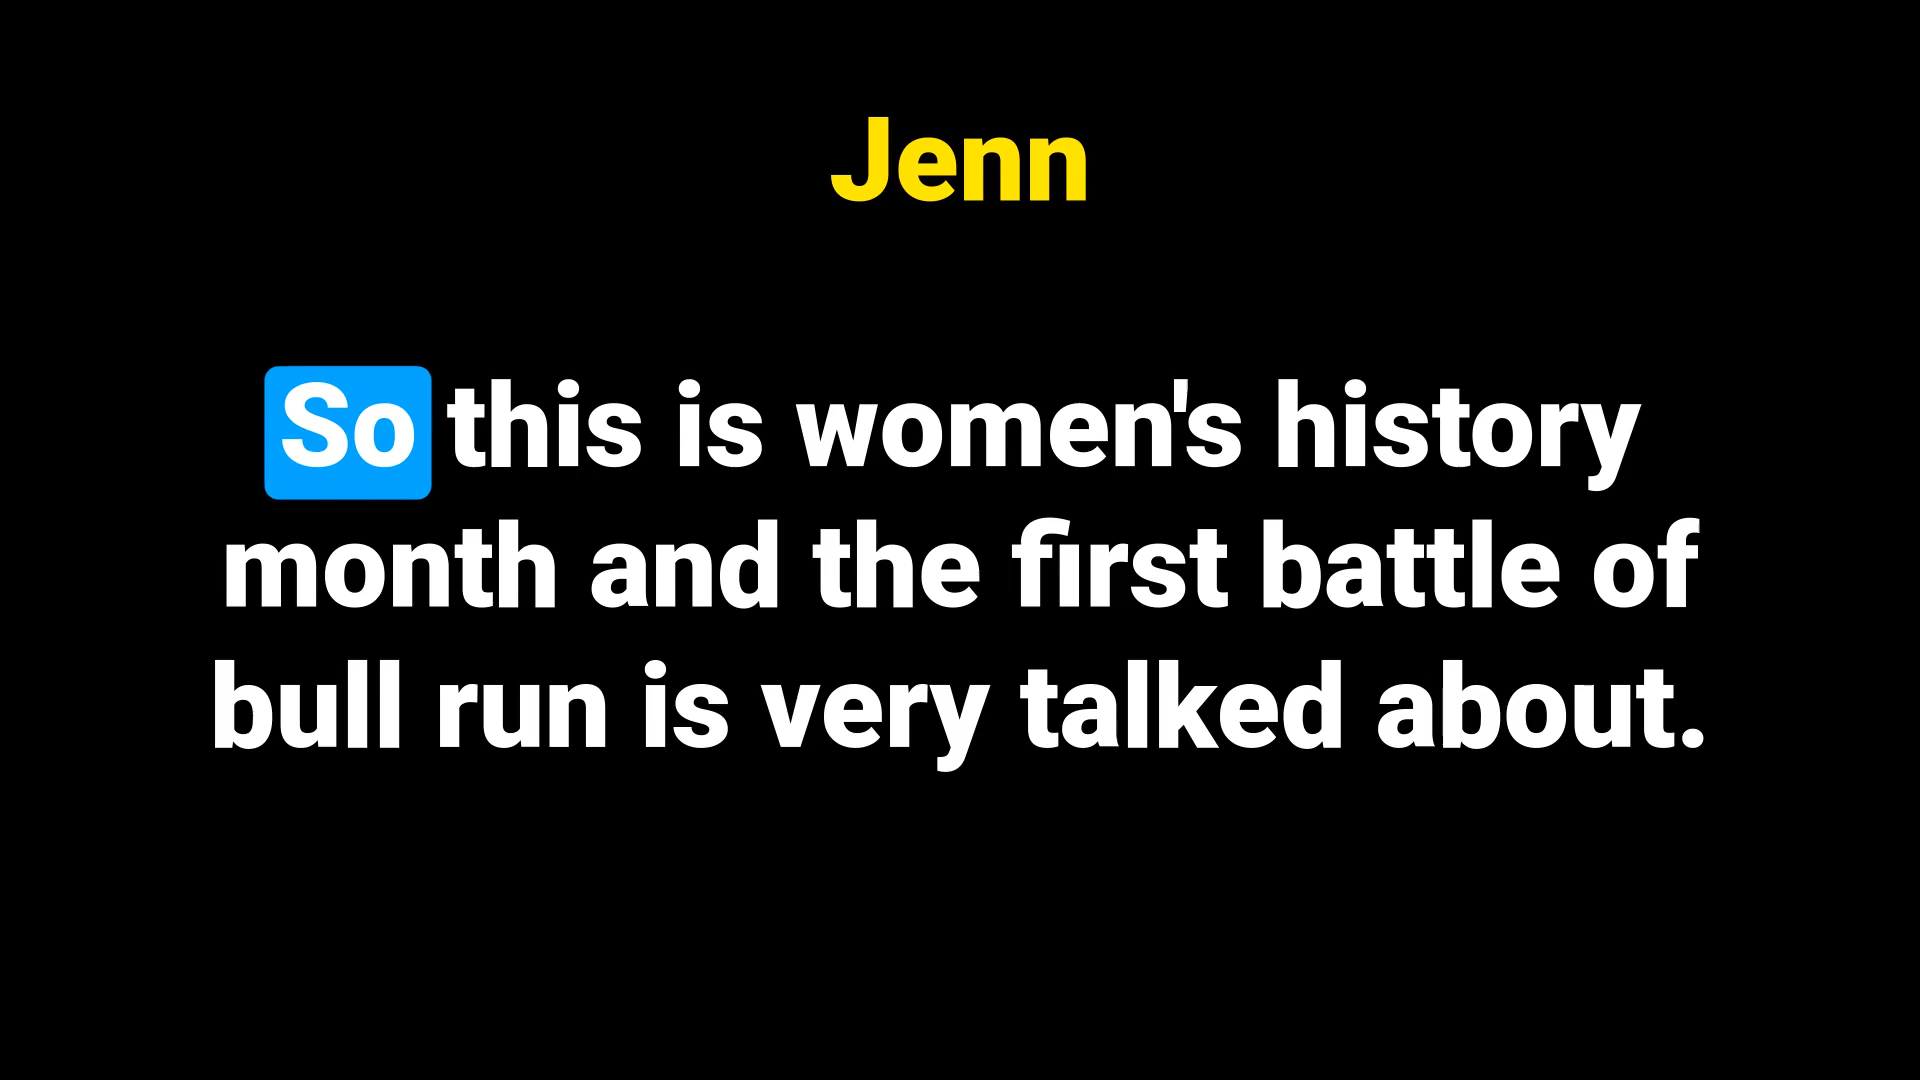 Jenn
So this is women's history
month and the first battle of
bull run is very talked about.